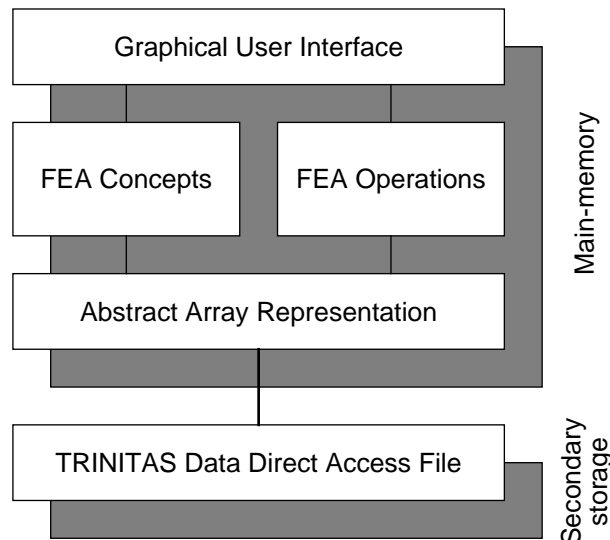 Graphical User Interface
FEA Concepts
FEA Operations
Abstract Array Representation
Main-memory
TRINITAS Data Direct Access File
Secondary
storage